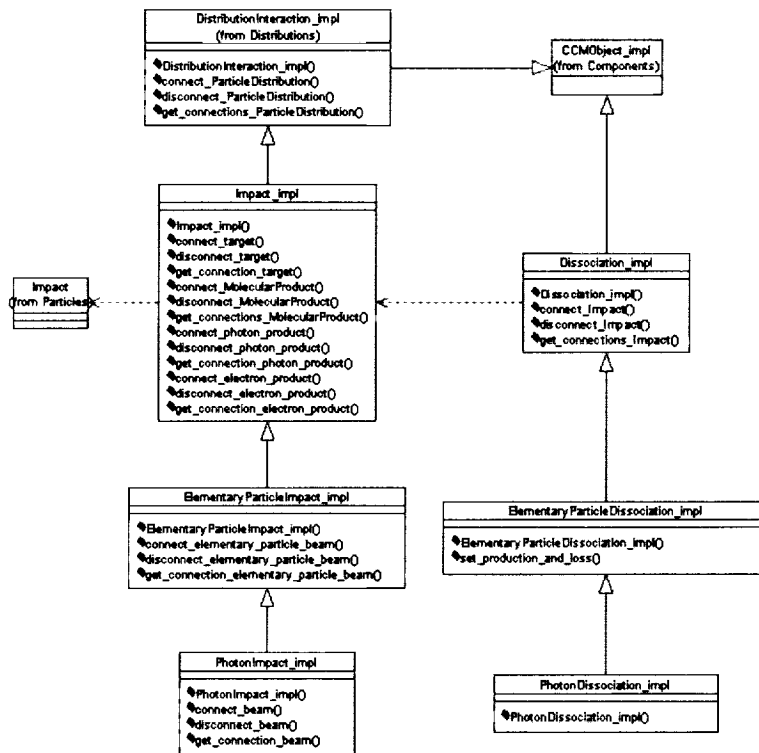 DistributionInteraction_impl
(from Distributions)
DistributionInteraction_impl()
connect_ParticleDistribution()
disconnect_ParticleDistribution()
get_connections_ParticleDistribution()
CCMObject_impl
(from Components)
Impact_impl
Impact_impl()
connect_target()
disconnect_target()
get_connection_target()
connect_MolecularProduct()
disconnect_MolecularProduct()
get_connections_MolecularProduct()
connect_photon_product()
disconnect_photon_product()
get_connection_photon_product()
connect_electron_product()
disconnect_electron_product()
get_connection_electron_product()
Impact
(from Particles)
Dissociation_impl
Dissociation_impl()
connect_Impact()
disconnect_Impact()
get_connections_Impact()
ElementaryParticleImpact_impl
ElementaryParticleImpact_impl()
connect_elementary_particle_beam()
disconnect_elementary_particle_beam()
get_connection_elementary_particle_beam()
ElementaryParticleDissociation_impl
ElementaryParticleDissociation_impl()
set_production_and_loss()
PhotonImpact_impl
PhotonImpact_impl()
connect_beam()
disconnect_beam()
get_connection_beam()
PhotonDissociation_impl
PhotonDissociation_impl()